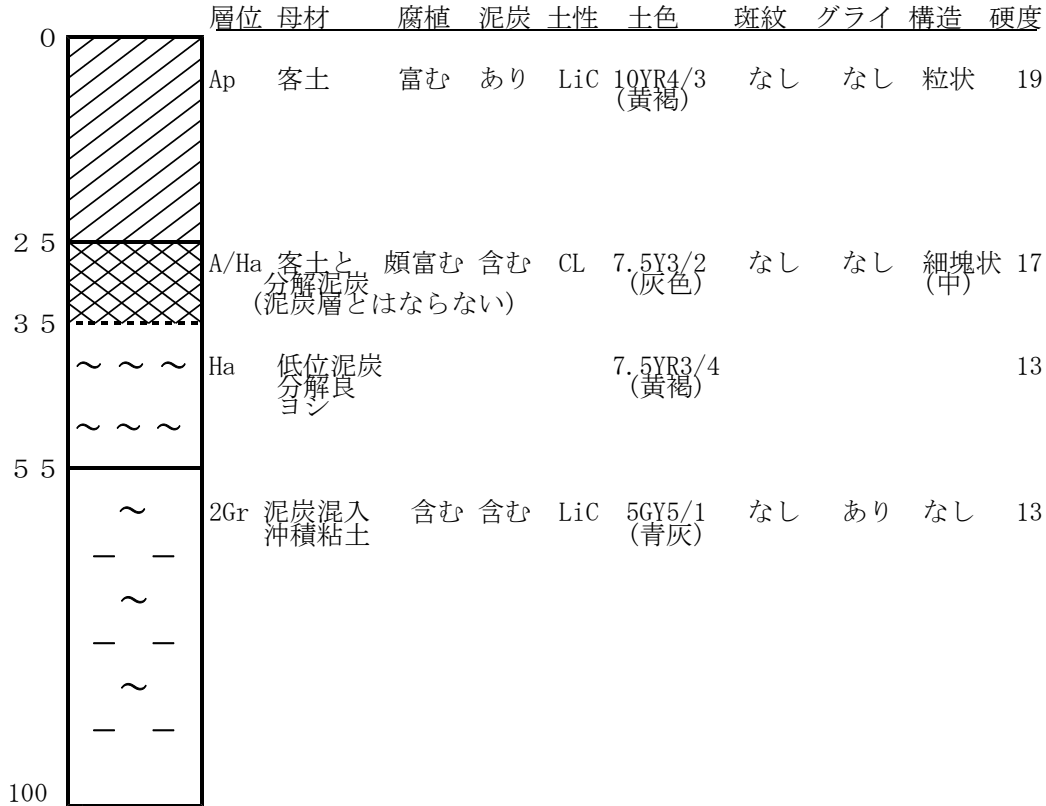 層位 母材 腐植 泥炭 土性 土色 斑紋 グライ 構造 硬度
0
Ap 客土 富む あり LiC 10YR4/3 なし なし 粒状 19
(黄褐)
25
A/Ha 客土と 頗富む 含む CL 7.5Y3/2 なし なし 細塊状 17
分解泥炭 (灰色) (中)
(泥炭層とはならない)
35
Ha 低位泥炭 7.5YR3/4 13
分解良 (黄褐)
ヨシ
55
2Gr 泥炭混入 含む 含む LiC 5GY5/1 なし あり なし 13
沖積粘土 (青灰)
100